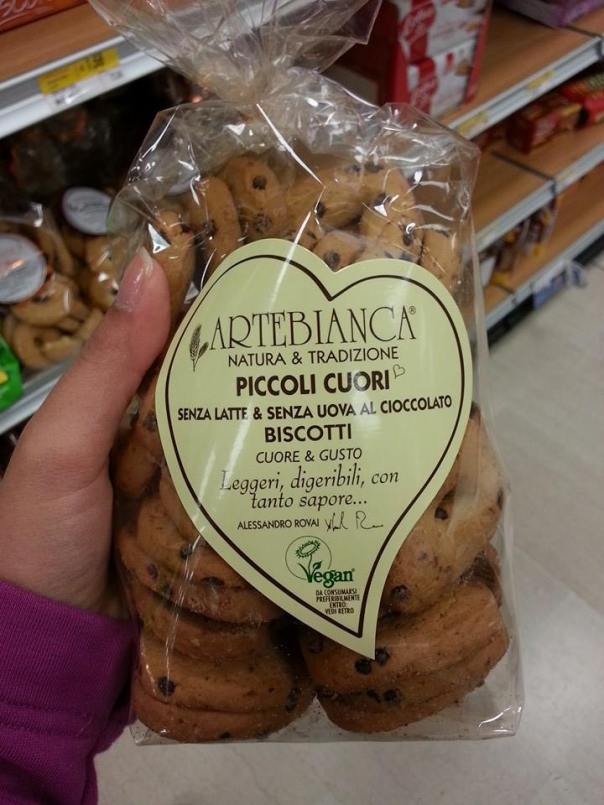 ARTEBIANCA®
NATURA & TRADIZIONE
PICCOLI CUORI
SENZA LATTE & SENZA UOVA AL CIOCCOLATO
BISCOTTI
CUORE & GUSTO
Leggeri, digeribili, con
tanto sapore...
ALESSANDRO ROVAI
Vegan
DA CONSUMARSI
PREFERIBILMENTE
ENTRO:
VEDI RETRO